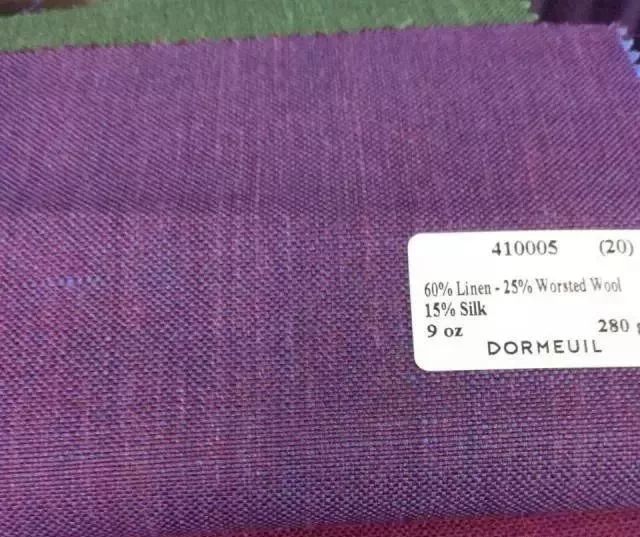 410005 (20)
60% Linen - 25% Worsted Wool
15% Silk
9 oz 280 g
DORMEUIL